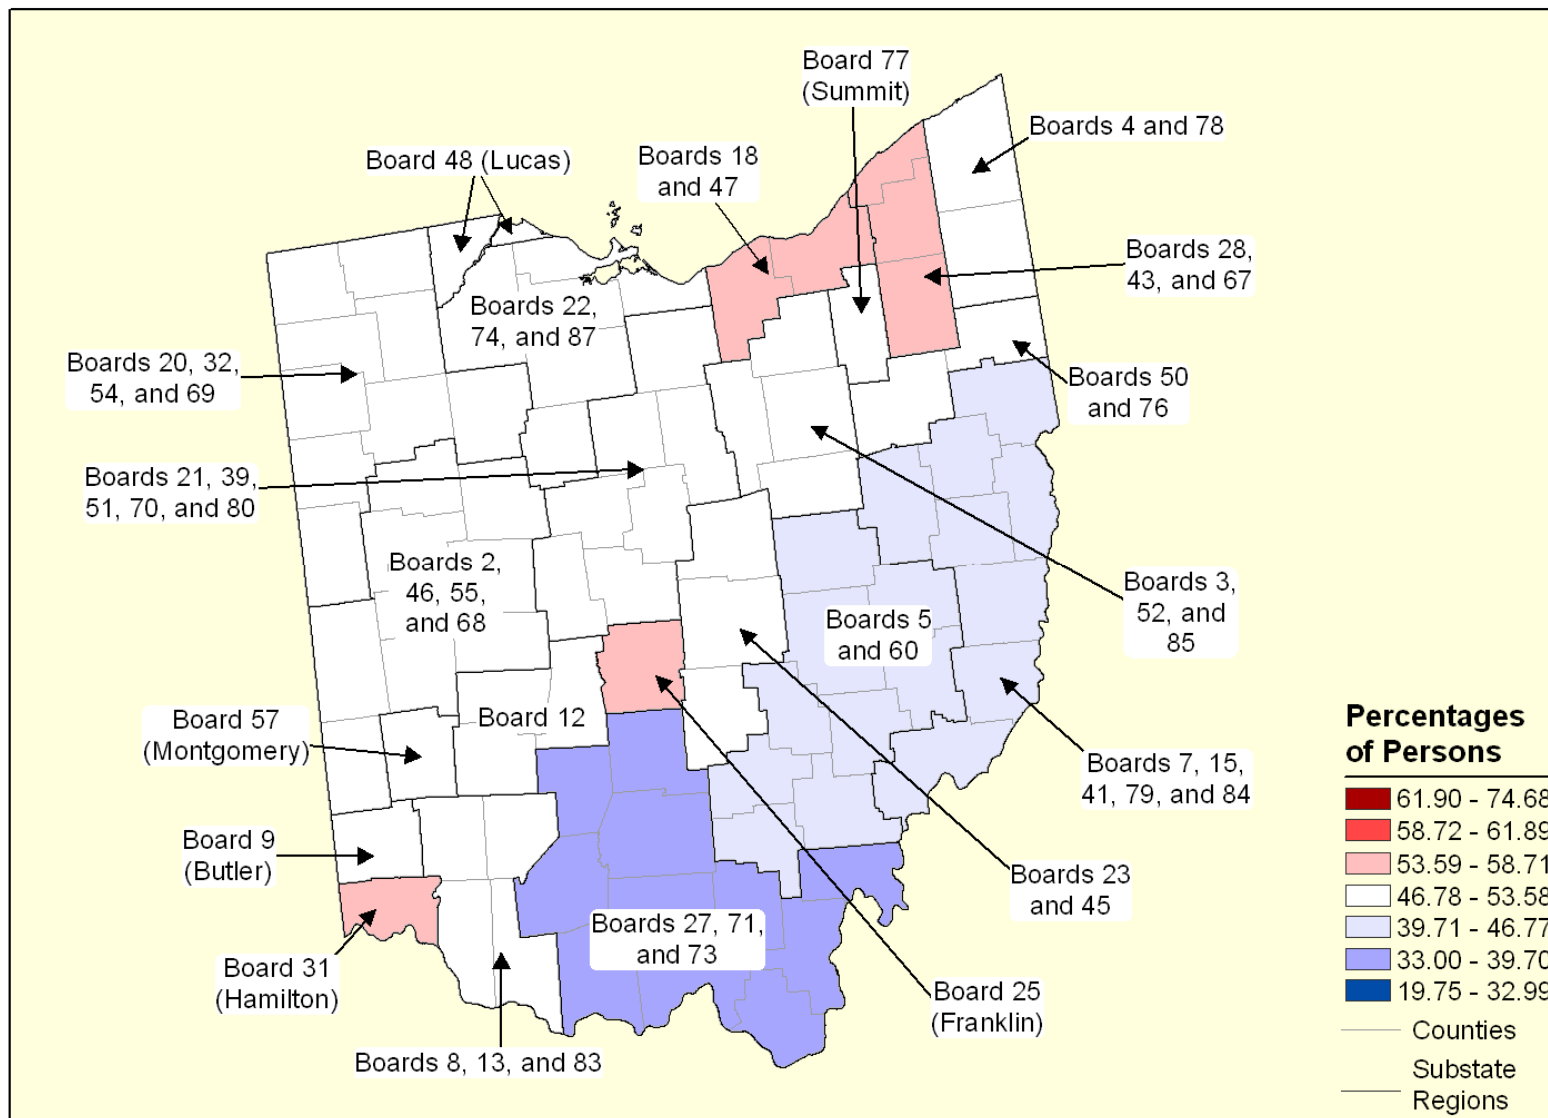 Board 77
(Summit)
Boards 4 and 78
Board 48 (Lucas)
Boards 18
and 47
Boards 28,
43, and 67
Boards 22,
74, and 87
Boards 20, 32,
54, and 69
Boards 50
and 76
Boards 21, 39,
51, 70, and 80
Boards 2,
46, 55,
and 68
Boards 3,
52, and
85
Boards 5
and 60
Board 57
(Montgomery)
Board 12
Boards 7, 15,
41, 79, and 84
Board 9
(Butler)
Boards 23
and 45
Boards 27, 71,
and 73
Board 31
(Hamilton)
Board 25
(Franklin)
Boards 8, 13, and 83
Percentages
of Persons
61.90 - 74.68
58.72 - 61.89
53.59 - 58.71
46.78 - 53.58
39.71 - 46.77
33.00 - 39.70
19.75 - 32.99
Counties
Substate
Regions